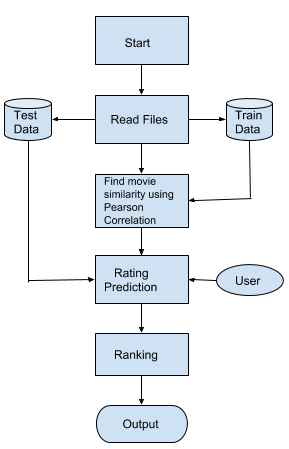 Start
Test
Data
Read Files
Train
Data
Find movie
similarity using
Pearson
Correlation
Rating
Prediction
User
Ranking
Output